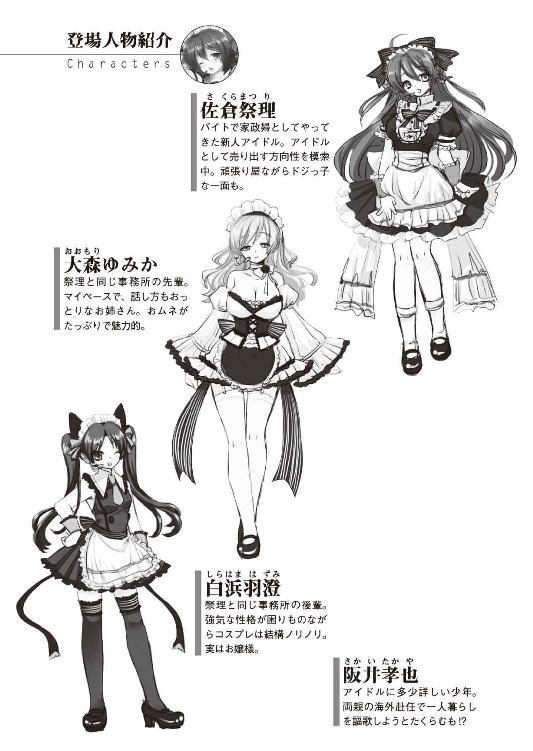 登場人物紹介
Characters
さくらまつり
佐倉祭理
バイトで家政婦としてやって
きた新人アイドル。アイドル
として売り出す方向性を模索
中。頑張り屋ながらドジっ子
な一面も。
おおもり
大森ゆみか
祭理と同じ事務所の先輩。
マイペースで、話し方もおっ
とりなお姉さん。おムネが
たっぷりで魅力的。
しらはま はずみ
白浜羽澄
祭理と同じ事務所の後輩。
強気な性格が困りものなが
らコスプレは結構ノリノリ。
実はお嬢様。
さかい たかや
阪井孝也
アイドルに多少詳しい少年。
両親の海外赴任で一人暮らし
を謳歌しようとたくらむも!?